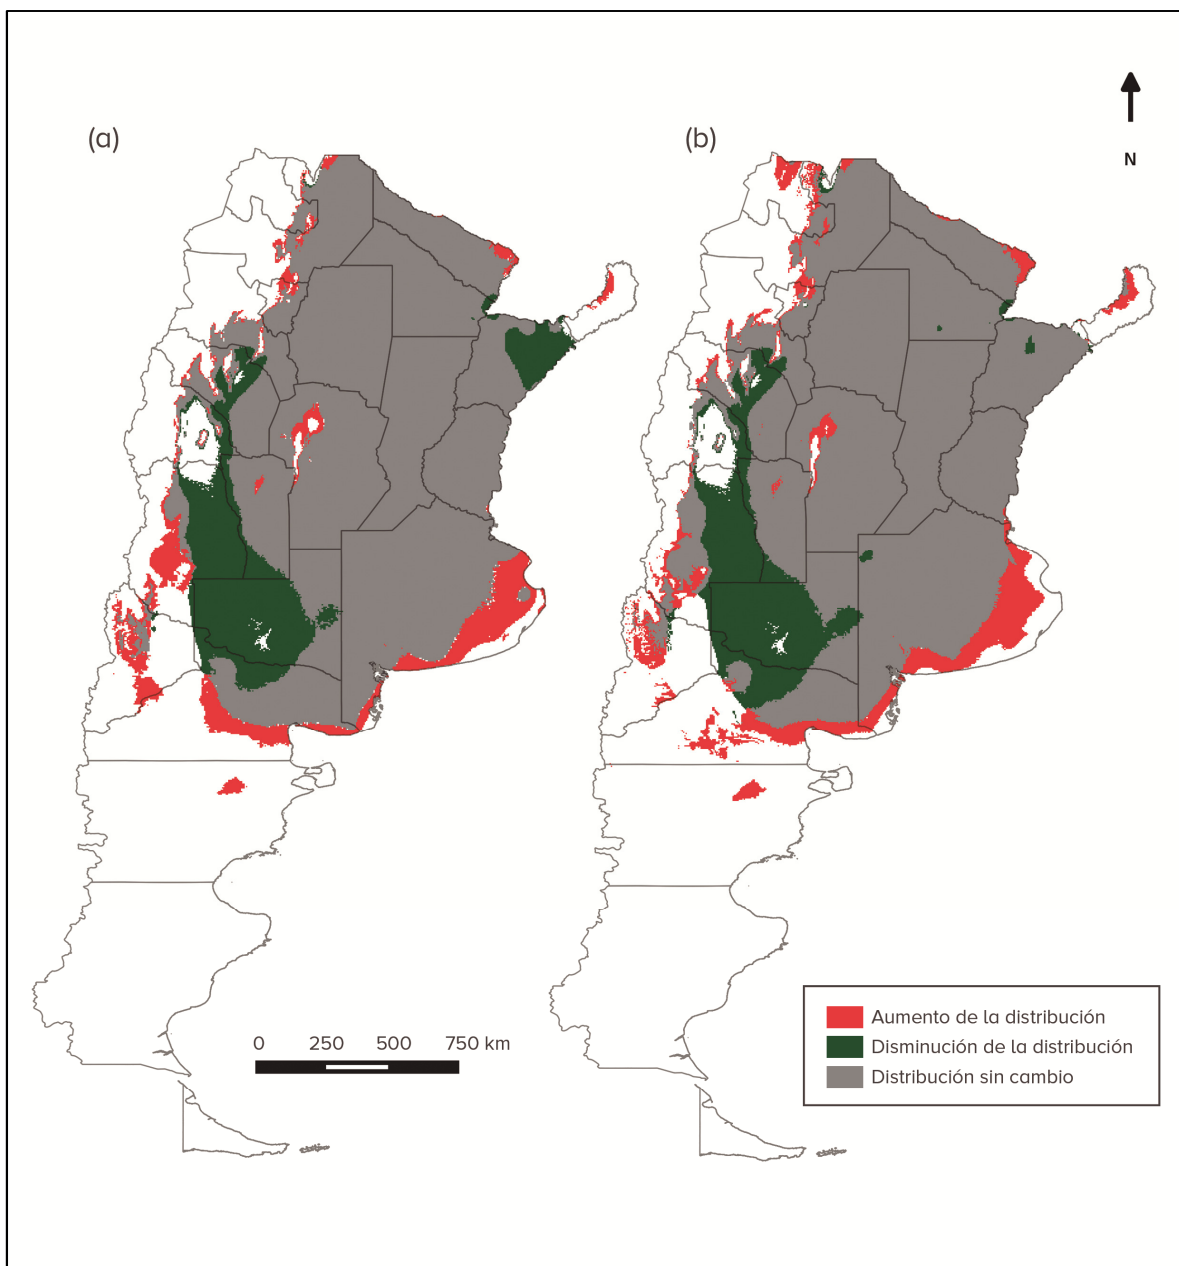 (a)
(b)
N
0 250 500 750 km
Aumento de la distribución
Disminución de la distribución
Distribución sin cambio